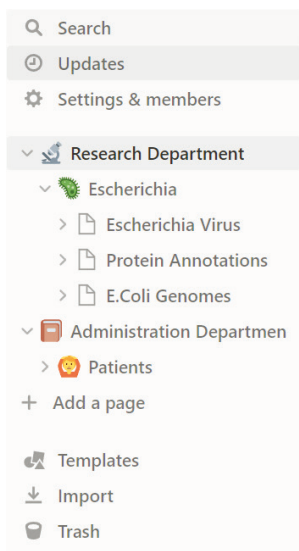 Search
Updates
Settings & members
Research Department
Escherichia
Escherichia Virus
Protein Annotations
E.Coli Genomes
Administration Departmen
Patients
Add a page
Templates
Import
Trash